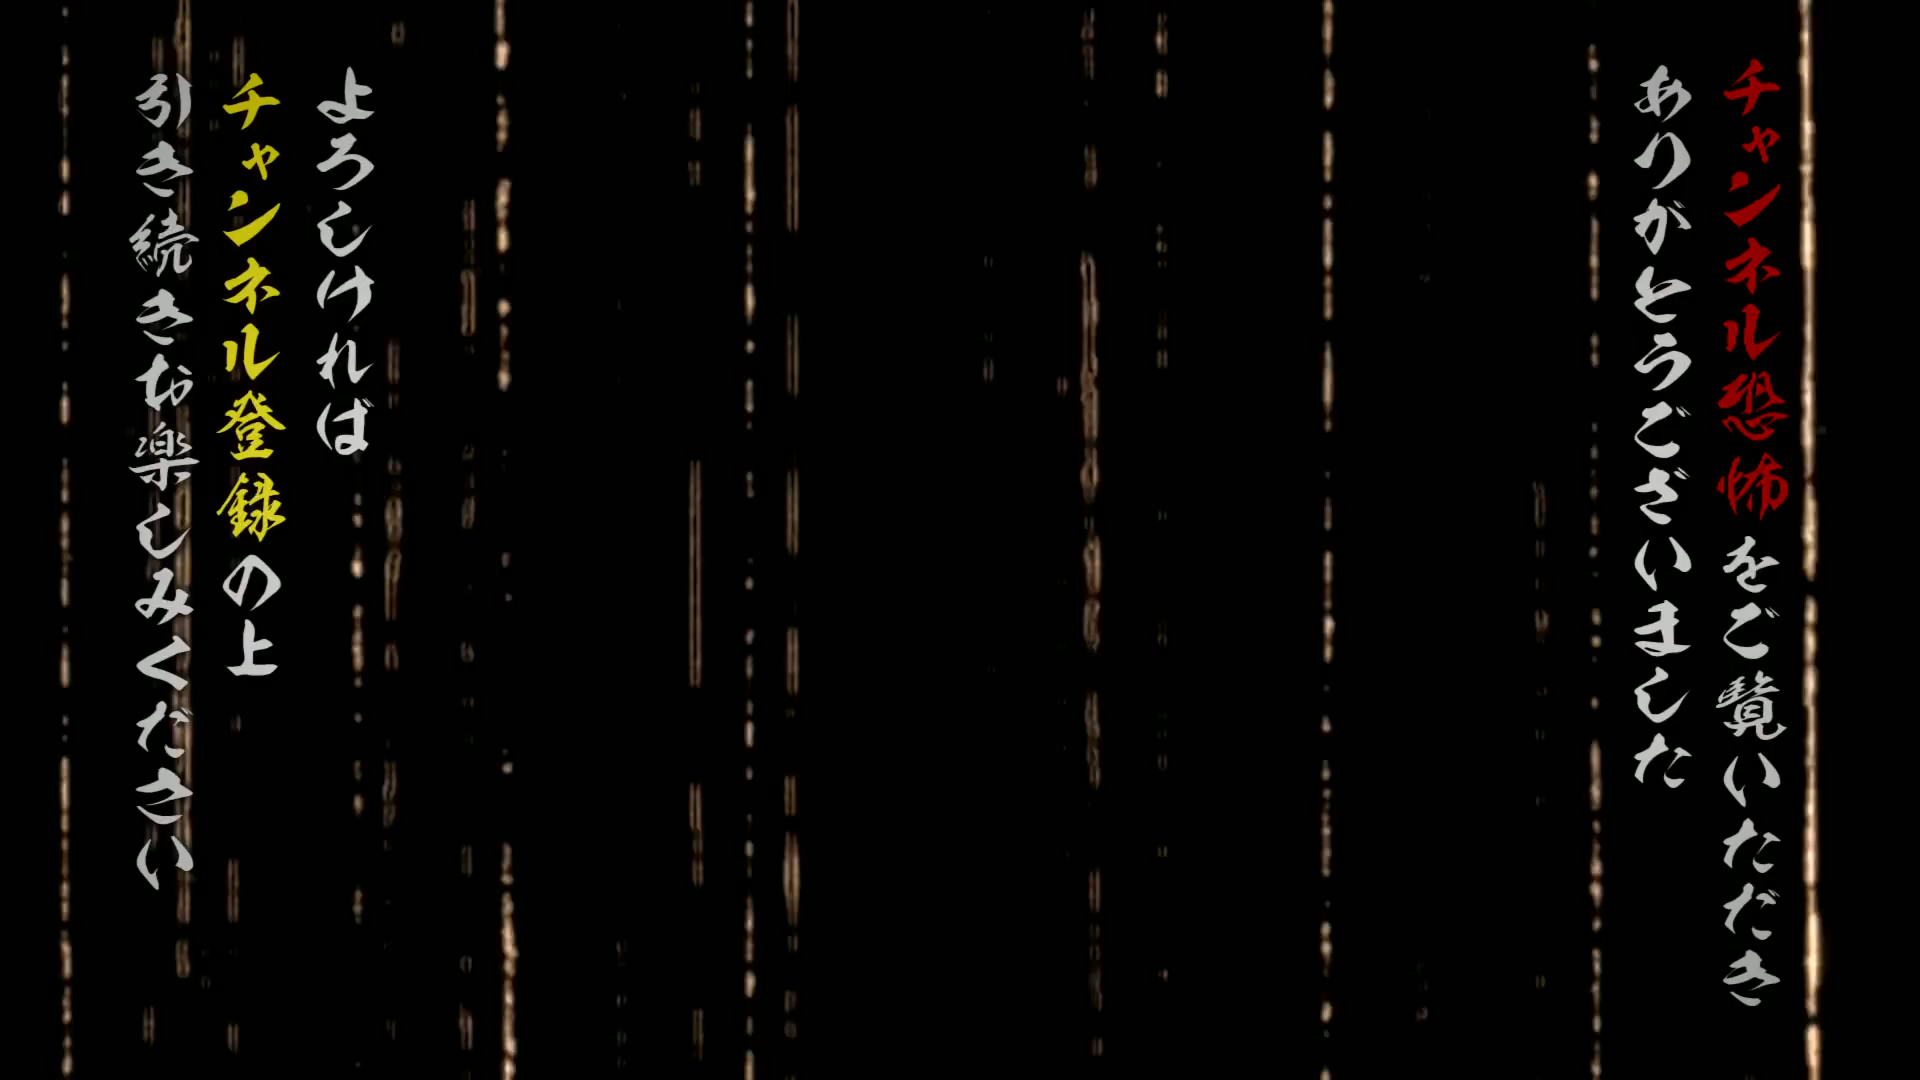 チャンネル恐怖をご覧いただき
ありがとうございました
よろしければ
チャンネル登録の上
引き続きお楽しみください